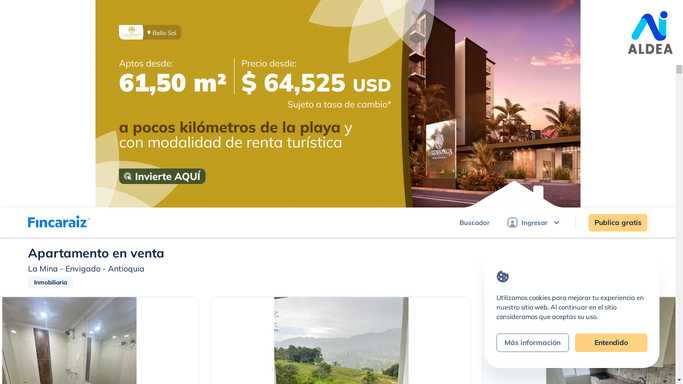 Bello Sol
ALDEA
Aptos desde:
61,50 m²
Precio desde:
$ 64,525 USD
Sujeto a tasa de cambio*
a pocos kilómetros de la playa y
con modalidad de renta turística
Invierte AQUÍ
Fincaraiz
Buscador
Ingresar
Publica gratis
Apartamento en venta
La Mina - Envigado - Antioquia
Inmobiliaria
Utilizamos cookies para mejorar tu experiencia en
nuestro sitio web. Al continuar en el sitio
consideramos que aceptas su uso.
Más información
Entendido